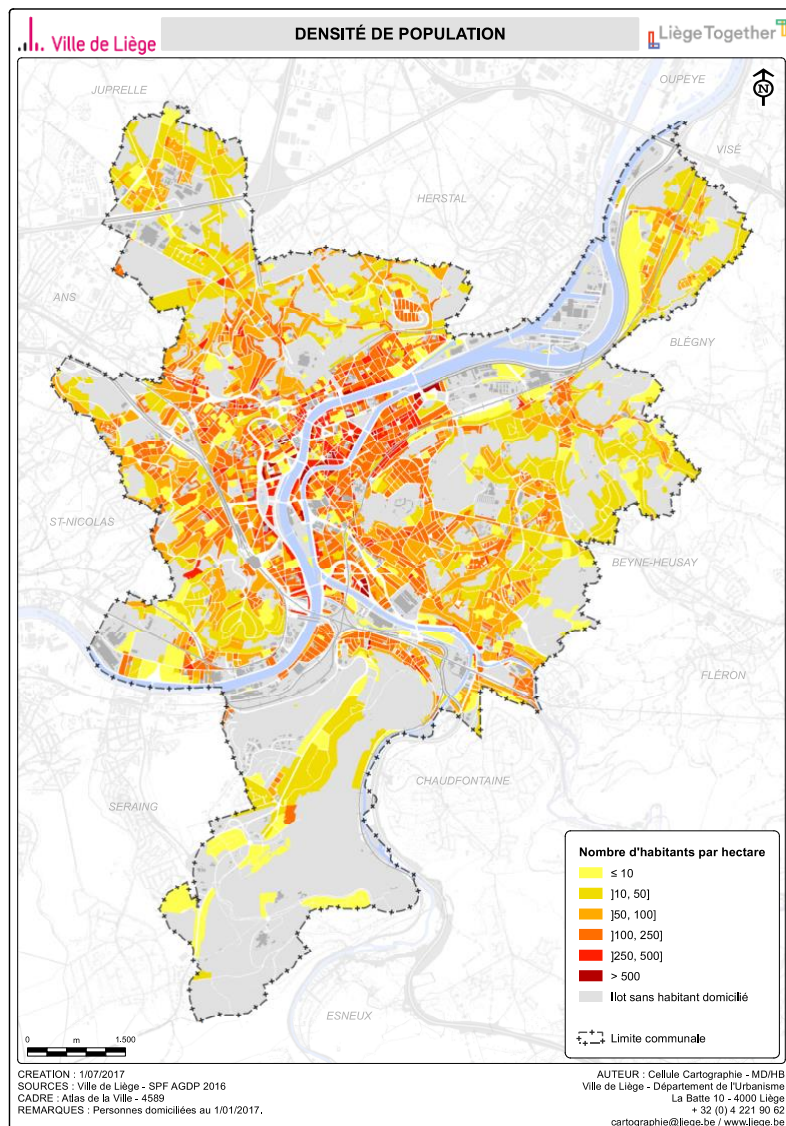 Ville de Liège
DENSITÉ DE POPULATION
LiègeTogether
N
JUPRELLE
OUPEYE
VISÉ
HERSTAL
ANS
BLÉGNY
ST-NICOLAS
BEYNE-HEUSAY
FLÉRON
CHAUDFONTAINE
SERAING
ESNEUX
Nombre d'habitants par hectare
≤ 10
]10, 50]
]50, 100]
]100, 250]
]250, 500]
> 500
Ilot sans habitant domicilié
Limite communale
0 m 1.500
CREATION : 1/07/2017
SOURCES : Ville de Liège - SPF AGDP 2016
CADRE : Atlas de la Ville - 4589
REMARQUES : Personnes domiciliées au 1/01/2017.
AUTEUR : Cellule Cartographie - MD/HB
Ville de Liège - Département de l'Urbanisme
La Batte 10 - 4000 Liège
+ 32 (0) 4 221 90 62
cartographie@liege.be / www.liege.be